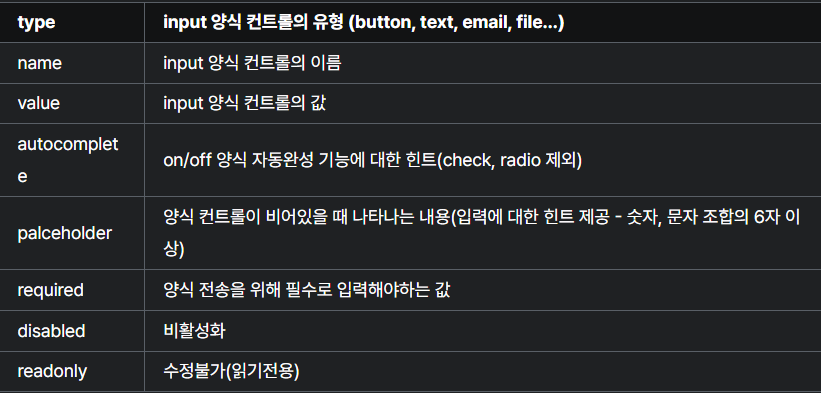 type input 양식 컨트롤의 유형 (button, text, email, file...)
name input 양식 컨트롤의 이름
value input 양식 컨트롤의 값
autocomplet
e
on/off 양식 자동완성 기능에 대한 힌트(check, radio 제외)
palceholder
양식 컨트롤이 비어있을 때 나타나는 내용(입력에 대한 힌트 제공 - 숫자, 문자 조합의 6자 이
상)
required 양식 전송을 위해 필수로 입력해야하는 값
disabled 비활성화
readonly 수정불가(읽기전용)